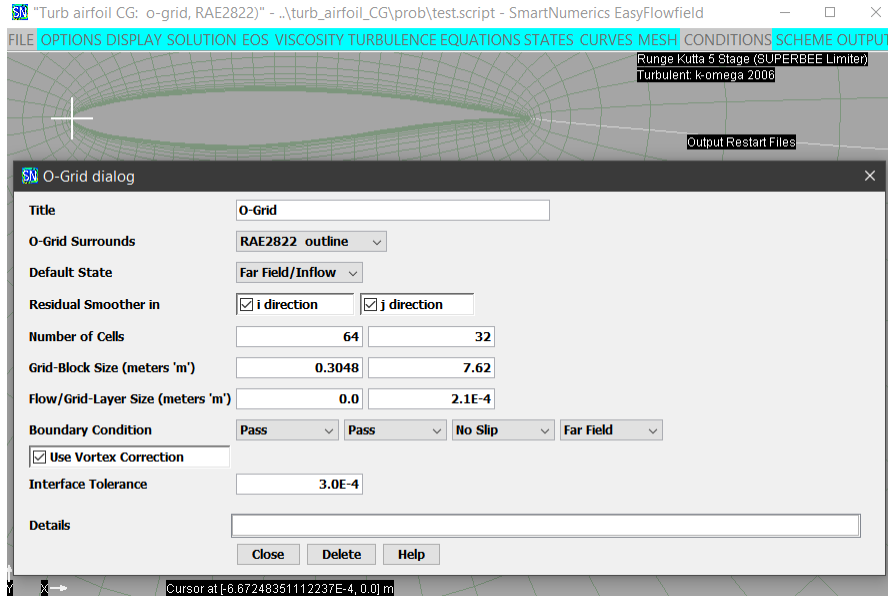 SN "Turb airfoil CG: o-grid, RAE2822)" - ..\turb_airfoil_CG\prob\test.script - SmartNumerics EasyFlowfield
FILE OPTIONS DISPLAY SOLUTION EOS VISCOSITY TURBULENCE EQUATIONS STATES CURVES MESH CONDITIONS SCHEME OUTPUT
Runge Kutta 5 Stage (SUPERBEE Limiter)
Turbulent: k-omega 2006
Output Restart Files
SN O-Grid dialog
Title O-Grid
O-Grid Surrounds RAE2822 outline
Default State Far Field/Inflow
Residual Smoother in i direction j direction
Number of Cells 64 32
Grid-Block Size (meters 'm') 0.3048 7.62
Flow/Grid-Layer Size (meters 'm') 0.0 2.1E-4
Boundary Condition Pass Pass No Slip Far Field
Use Vortex Correction
Interface Tolerance 3.0E-4
Details
Close Delete Help
Y X Cursor at [-6.67248351112237E-4, 0.0] m